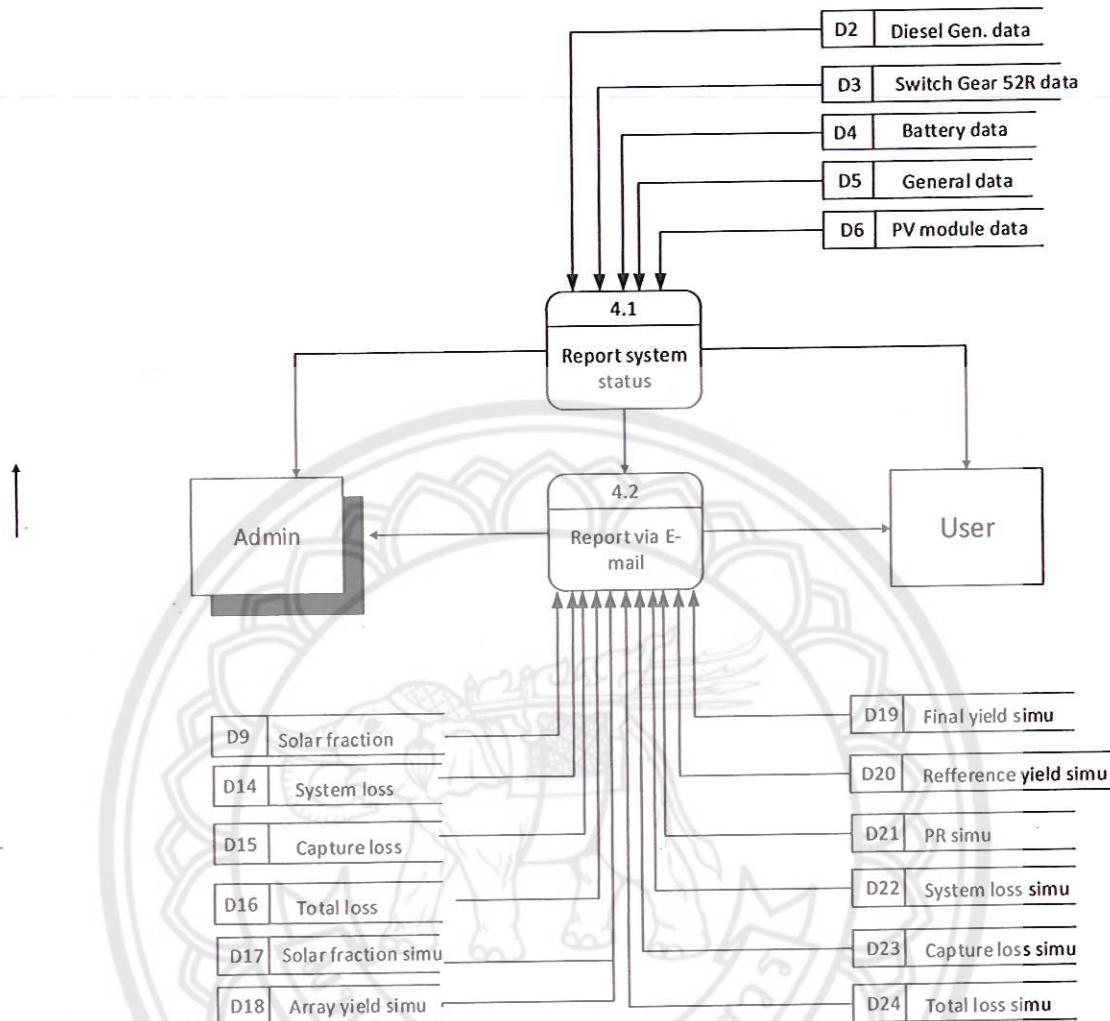 D2 Diesel Gen. data
D3 Switch Gear 52R data
D4 Battery data
D5 General data
D6 PV module data
4.1
Report system
status
4.2
Report via E-
mail
Admin
User
D9 Solar fraction
D14 System loss
D15 Capture loss
D16 Total loss
D17 Solar fraction simu
D18 Array yield simu
D19 Final yield simu
D20 Refference yield simu
D21 PR simu
D22 System loss simu
D23 Capture loss simu
D24 Total loss simu